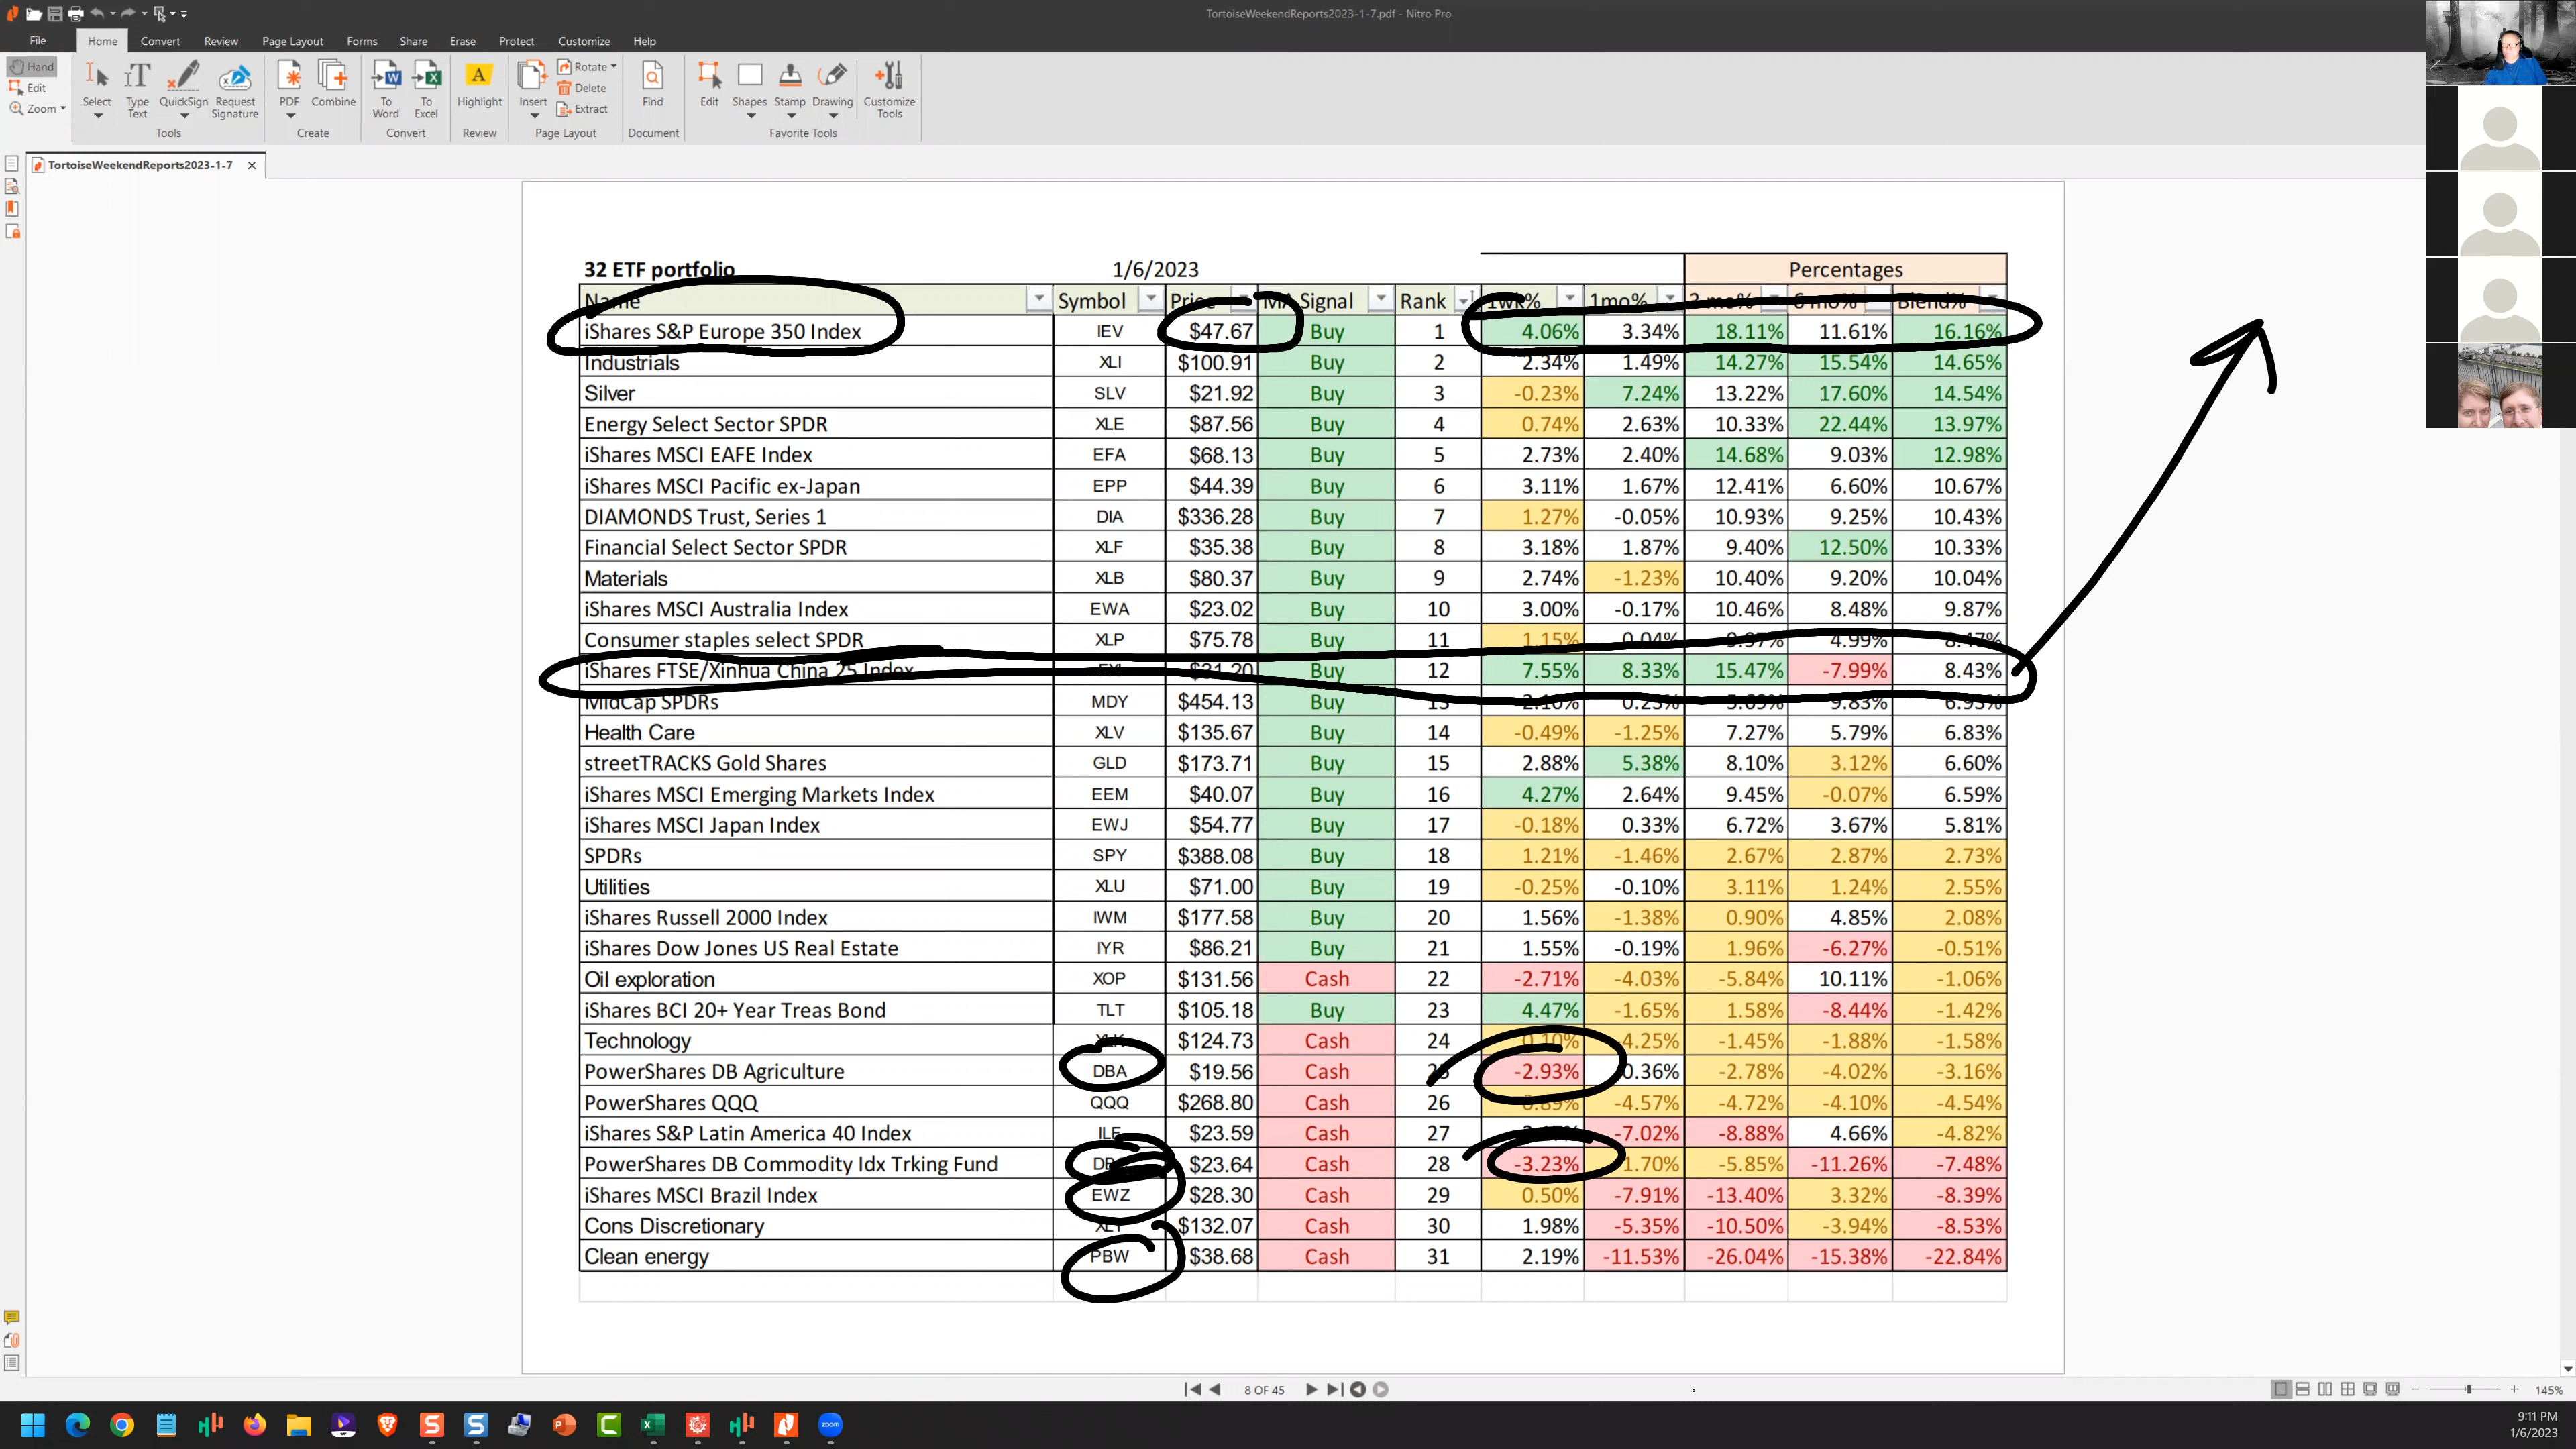 TortoiseWeekendReports2023-1-7.pdf - Nitro Pro
File Home Convert Review Page Layout Forms Share Erase Protect Customize Help
Hand
Edit
Zoom
Select Type Text QuickSign Request Signature PDF Combine To Word To Excel Highlight Insert Rotate Delete Extract Find Edit Shapes Stamp Drawing Customize Tools
Tools Create Convert Review Page Layout Document Favorite Tools
TortoiseWeekendReports2023-1-7
32 ETF portfolio 1/6/2023 Percentages
Name Symbol Price MA Signal Rank 1wk% 1mo% Blend%
iShares S&P Europe 350 Index IEV $47.67 Buy 1 4.06% 3.34% 18.11% 11.61% 16.16%
Industrials XLI $100.91 Buy 2 2.34% 1.49% 14.27% 15.54% 14.65%
Silver SLV $21.92 Buy 3 -0.23% 7.24% 13.22% 17.60% 14.54%
Energy Select Sector SPDR XLE $87.56 Buy 4 0.74% 2.63% 10.33% 22.44% 13.97%
iShares MSCI EAFE Index EFA $68.13 Buy 5 2.73% 2.40% 14.68% 9.03% 12.98%
iShares MSCI Pacific ex-Japan EPP $44.39 Buy 6 3.11% 1.67% 12.41% 6.60% 10.67%
DIAMONDS Trust, Series 1 DIA $336.28 Buy 7 1.27% -0.05% 10.93% 9.25% 10.43%
Financial Select Sector SPDR XLF $35.38 Buy 8 3.18% 1.87% 9.40% 12.50% 10.33%
Materials XLB $80.37 Buy 9 2.74% -1.23% 10.40% 9.20% 10.04%
iShares MSCI Australia Index EWA $23.02 Buy 10 3.00% -0.17% 10.46% 8.48% 9.87%
Consumer staples select SPDR XLP $75.78 Buy 11 1.15% 0.04% 4.99%
iShares FTSE/Xinhua China 25 Index $31.20 Buy 12 7.55% 8.33% 15.47% -7.99% 8.43%
MidCap SPDRs MDY $454.13 Buy
Health Care XLV $135.67 Buy 14 -0.49% -1.25% 7.27% 5.79% 6.83%
streetTRACKS Gold Shares GLD $173.71 Buy 15 2.88% 5.38% 8.10% 3.12% 6.60%
iShares MSCI Emerging Markets Index EEM $40.07 Buy 16 4.27% 2.64% 9.45% -0.07% 6.59%
iShares MSCI Japan Index EWJ $54.77 Buy 17 -0.18% 0.33% 6.72% 3.67% 5.81%
SPDRs SPY $388.08 Buy 18 1.21% -1.46% 2.67% 2.87% 2.73%
Utilities XLU $71.00 Buy 19 -0.25% -0.10% 3.11% 1.24% 2.55%
iShares Russell 2000 Index IWM $177.58 Buy 20 1.56% -1.38% 0.90% 4.85% 2.08%
iShares Dow Jones US Real Estate IYR $86.21 Buy 21 1.55% -0.19% 1.96% -6.27% -0.51%
Oil exploration XOP $131.56 Cash 22 -2.71% -4.03% -5.84% 10.11% -1.06%
iShares BCI 20+ Year Treas Bond TLT $105.18 Buy 23 4.47% -1.65% 1.58% -8.44% -1.42%
Technology XLK $124.73 Cash 24 -4.25% -1.45% -1.88% -1.58%
PowerShares DB Agriculture DBA $19.56 Cash -2.93% 0.36% -2.78% -4.02% -3.16%
PowerShares QQQ QQQ $268.80 Cash 26 -4.57% -4.72% -4.10% -4.54%
iShares S&P Latin America 40 Index ILF $23.59 Cash 27 -7.02% -8.88% 4.66% -4.82%
PowerShares DB Commodity Idx Trking Fund $23.64 Cash 28 -3.23% 1.70% -5.85% -11.26% -7.48%
iShares MSCI Brazil Index EWZ $28.30 Cash 29 0.50% -7.91% -13.40% 3.32% -8.39%
Cons Discretionary XLY $132.07 Cash 30 1.98% -5.35% -10.50% -3.94% -8.53%
Clean energy PBW $38.68 Cash 31 2.19% -11.53% -26.04% -15.38% -22.84%
8 OF 45
145%
zoom
9:11 PM
1/6/2023